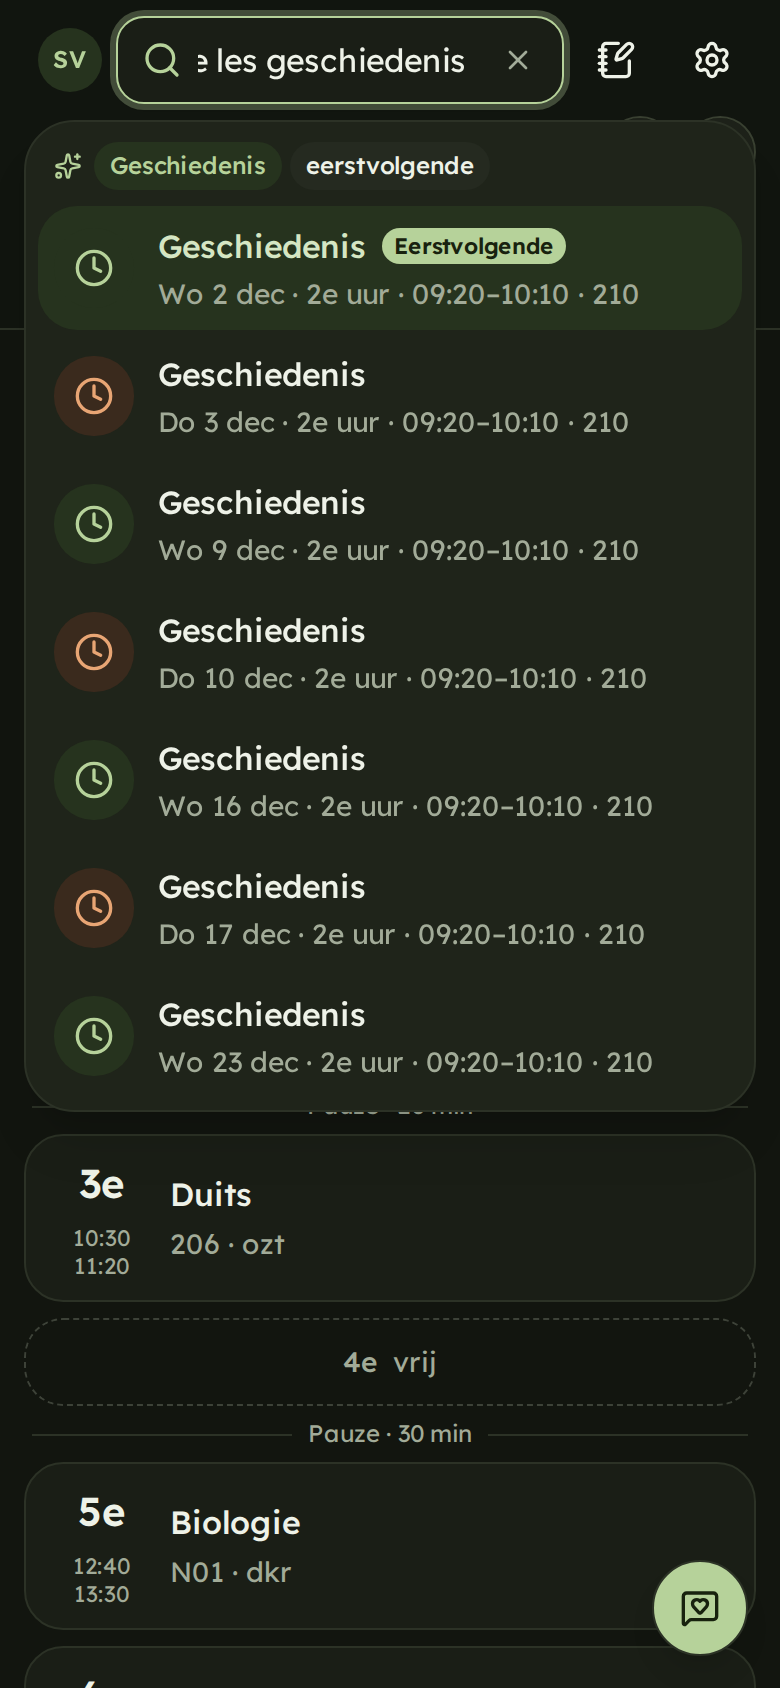 SV
les geschiedenis
Geschiedenis eerstvolgende
Geschiedenis Eerstvolgende
Wo 2 dec · 2e uur · 09:20–10:10 · 210
Geschiedenis
Do 3 dec · 2e uur · 09:20–10:10 · 210
Geschiedenis
Wo 9 dec · 2e uur · 09:20–10:10 · 210
Geschiedenis
Do 10 dec · 2e uur · 09:20–10:10 · 210
Geschiedenis
Wo 16 dec · 2e uur · 09:20–10:10 · 210
Geschiedenis
Do 17 dec · 2e uur · 09:20–10:10 · 210
Geschiedenis
Wo 23 dec · 2e uur · 09:20–10:10 · 210
3e
10:30
11:20
Duits
206 · ozt
4e vrij
Pauze · 30 min
5e
12:40
13:30
Biologie
N01 · dkr